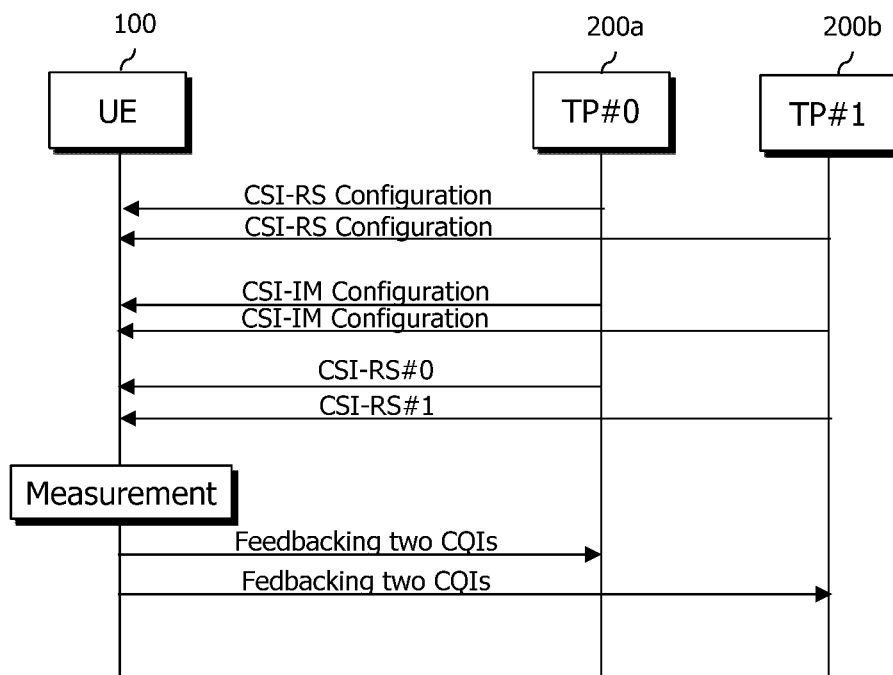 100
200a
200b
UE
TP#0
TP#1
CSI-RS Configuration
CSI-RS Configuration
CSI-IM Configuration
CSI-IM Configuration
CSI-RS#0
CSI-RS#1
Measurement
Feedbacking two CQIs
Fedbacking two CQIs